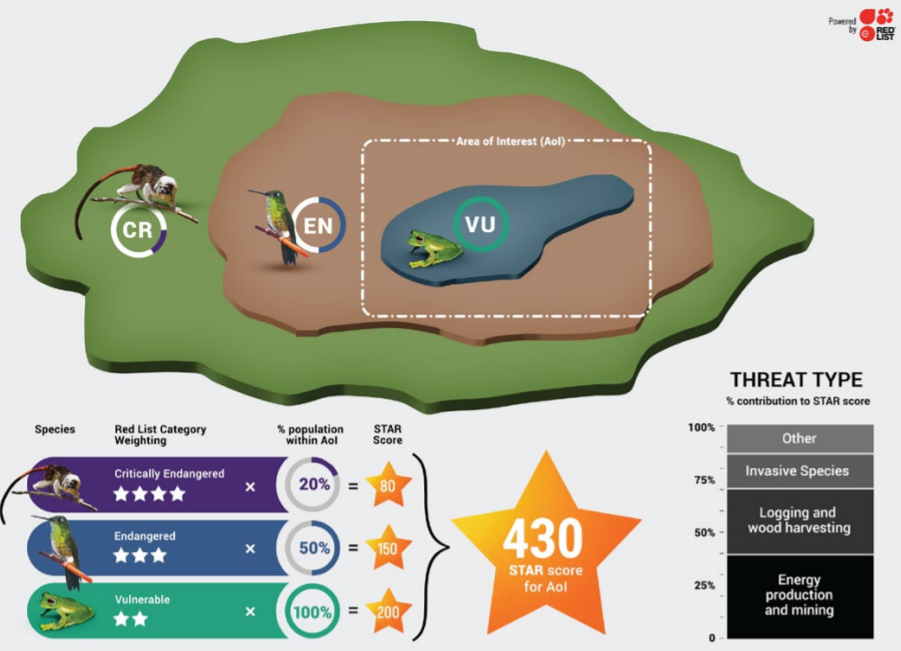 Powered
by
RED
LIST
Area of Interest (AoI)
CR
EN
VU
THREAT TYPE
% contribution to STAR score
Species
Red List Category
Weighting
% population
within AoI
STAR
Score
Critically Endangered
×
20%
=
80
Endangered
×
50%
=
150
Vulnerable
×
100%
=
200
430
STAR score
for AoI
100%
75%
50%
25%
0
Other
Invasive Species
Logging and
wood harvesting
Energy
production
and mining